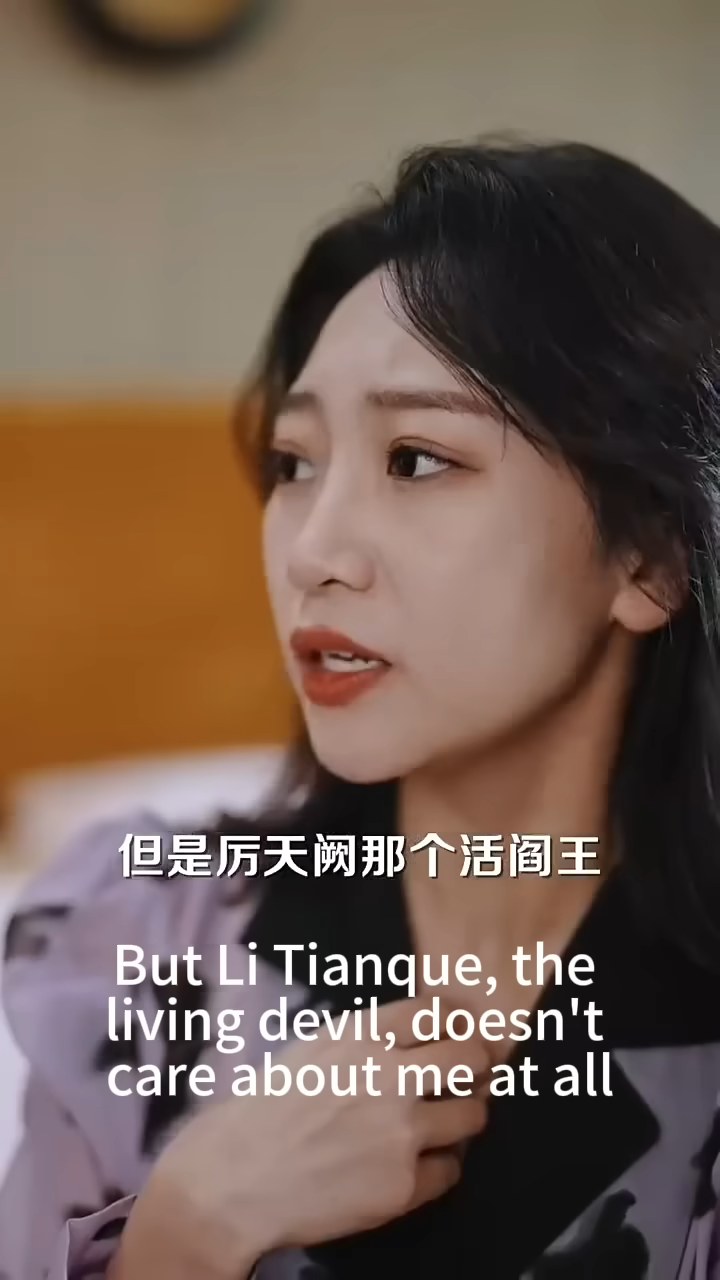 但是厉天阙那个活阎王
But Li Tianque, the
living devil, doesn't
care about me at all